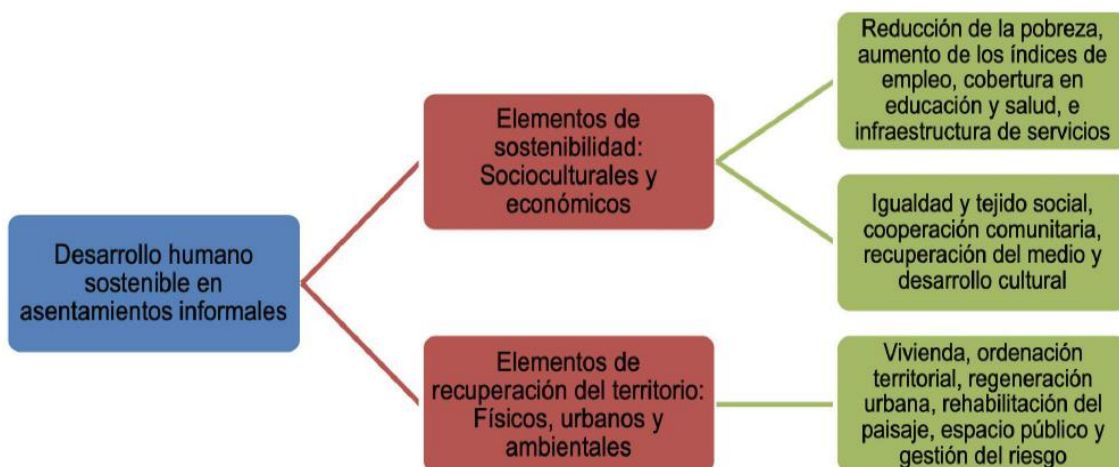 Desarrollo humano
sostenible en
asentamientos informales
Elementos de
sostenibilidad:
Socioculturales y
económicos
Reducción de la pobreza,
aumento de los índices de
empleo, cobertura en
educación y salud, e
infraestructura de servicios
Igualdad y tejido social,
cooperación comunitaria,
recuperación del medio y
desarrollo cultural
Elementos de
recuperación del territorio:
Físicos, urbanos y
ambientales
Vivienda, ordenación
territorial, regeneración
urbana, rehabilitación del
paisaje, espacio público y
gestión del riesgo